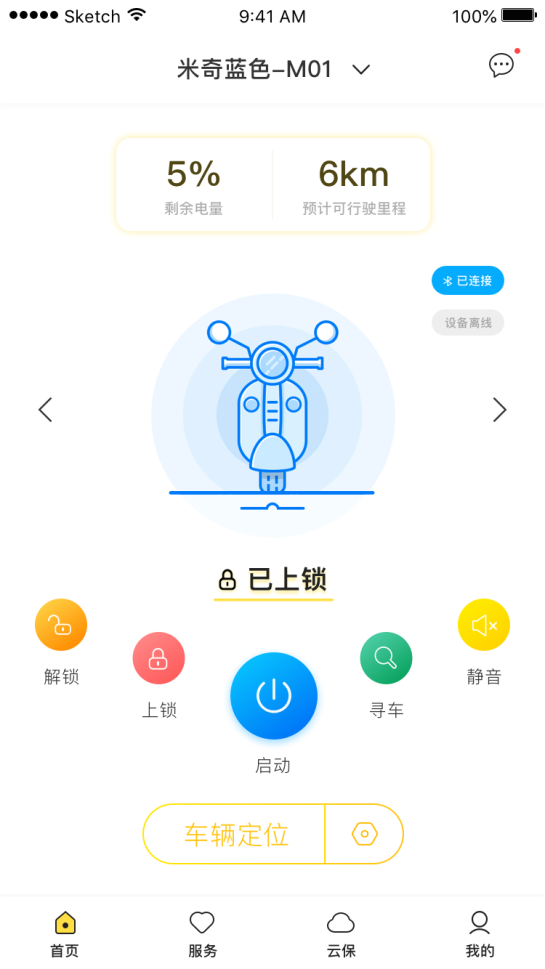 Sketch 9:41 AM 100%
米奇蓝色–M01
5% 6km
剩余电量 预计可行驶里程
已连接
设备离线
已上锁
解锁 静音
上锁 寻车
启动
车辆定位
首页 服务 云保 我的